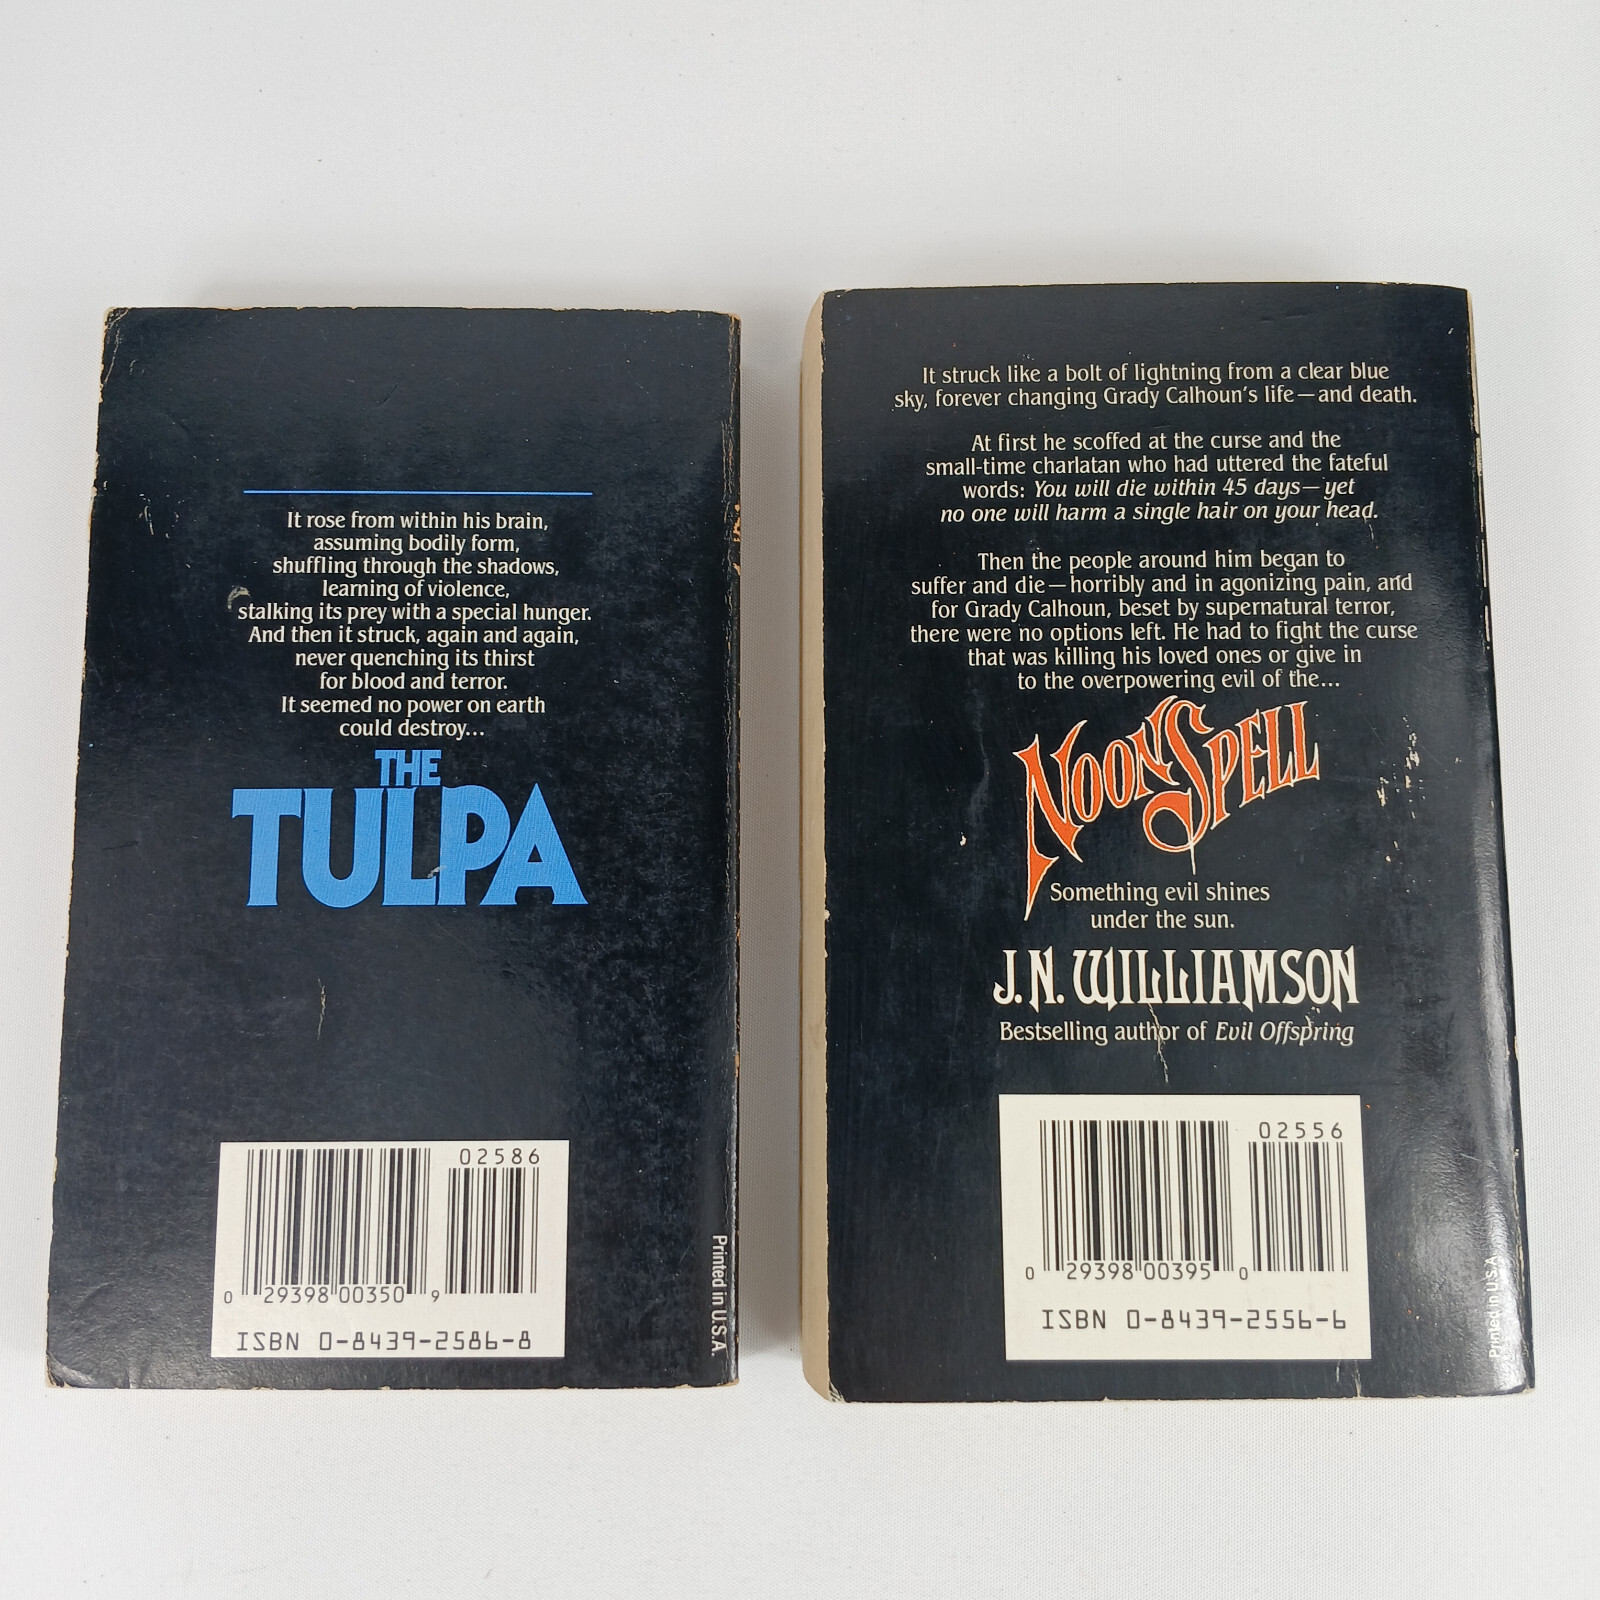 It rose from within his brain,
assuming bodily form,
shuffling through the shadows,
learning of violence,
stalking its prey with a special hunger.
And then it struck, again and again,
never quenching its thirst
for blood and terror.
It seemed no power on earth
could destroy...
THE
TULPA
02586
0 29398 00350 9
ISBN 0-8439-2586-8
Printed in U.S.A.
It struck like a bolt of lightning from a clear blue
sky, forever changing Grady Calhoun's life—and death.
At first he scoffed at the curse and the
small-time charlatan who had uttered the fateful
words: You will die within 45 days—yet
no one will harm a single hair on your head.
Then the people around him began to
suffer and die—horribly and in agonizing pain, and
for Grady Calhoun, beset by supernatural terror,
there were no options left. He had to fight the curse
that was killing his loved ones or give in
to the overpowering evil of the...
NOONSPELL
Something evil shines
under the sun.
J.N. WILLIAMSON
Bestselling author of Evil Offspring
02556
0 29398 00395 0
ISBN 0-8439-2556-6
Printed in U.S.A.